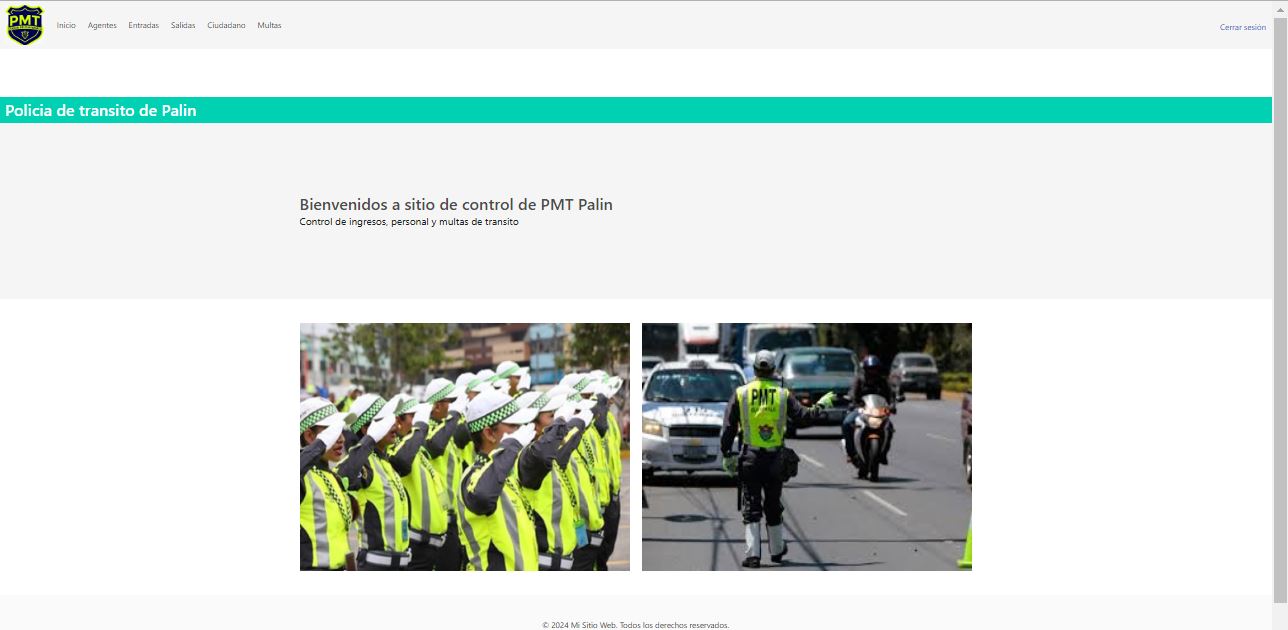 PMT
Inicio Agentes Entradas Salidas Ciudadano Multas
Cerrar sesión
Policia de transito de Palin
Bienvenidos a sitio de control de PMT Palin
Control de ingresos, personal y multas de transito
PMT
© 2024 Mi Sitio Web. Todos los derechos reservados.